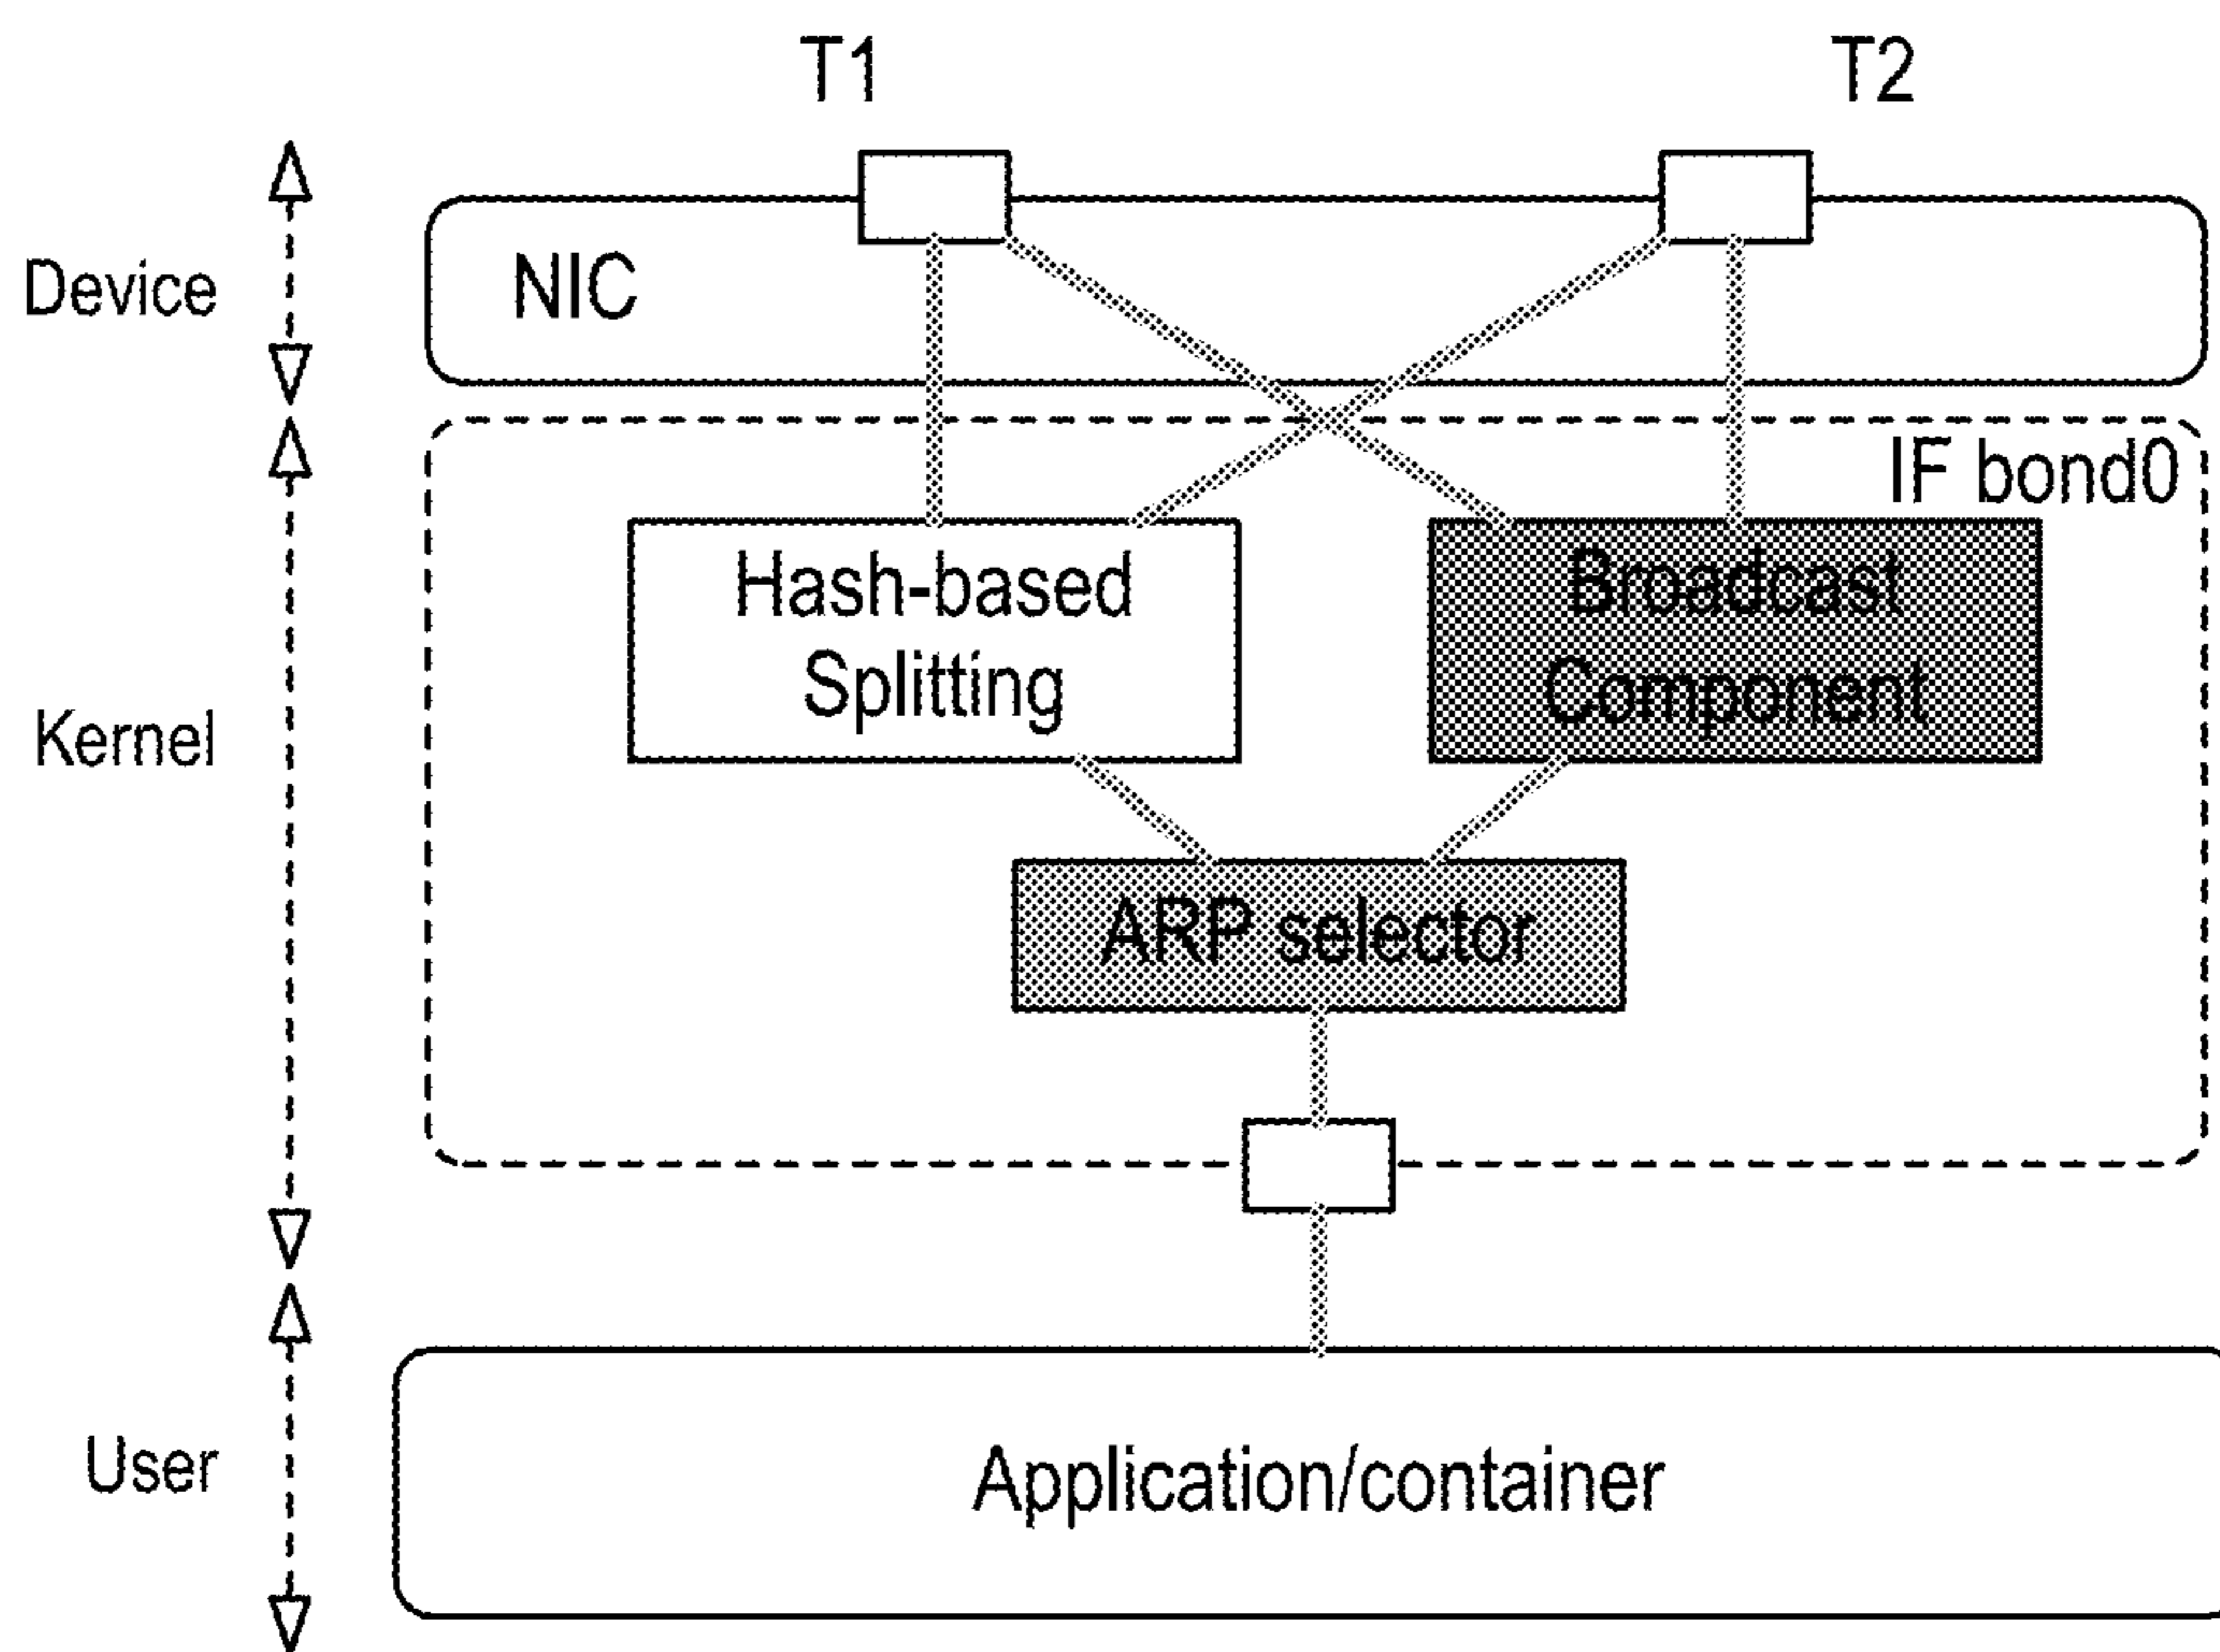 T1
T2
Device
NIC
IF bond0
Hash-based
Splitting
Broadcast
Component
Kernel
ARP selector
User
Application/container